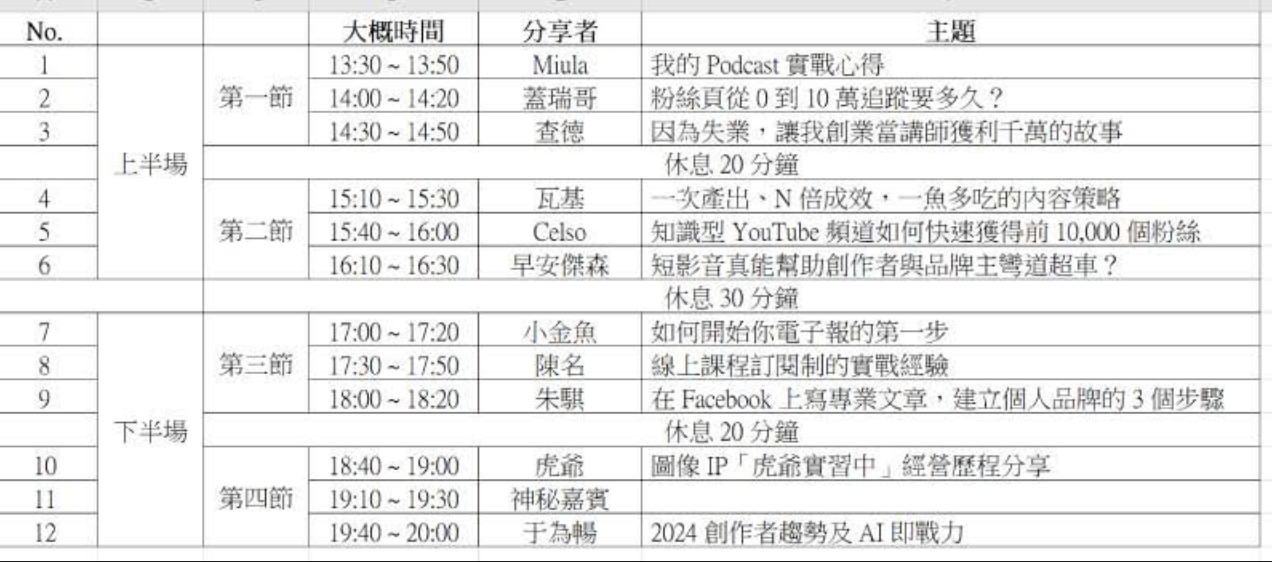 No. 大概時間 分享者 主題
1 13:30 ~ 13:50 Miula 我的 Podcast 實戰心得
第一節
2 14:00 ~ 14:20 蓋瑞哥 粉絲頁從 0 到 10 萬追蹤要多久？
3 14:30 ~ 14:50 查德 因為失業，讓我創業當講師獲利千萬的故事
上半場
休息 20 分鐘
4 15:10 ~ 15:30 瓦基 一次產出、N 倍成效，一魚多吃的內容策略
第二節
5 15:40 ~ 16:00 Celso 知識型 YouTube 頻道如何快速獲得前 10,000 個粉絲
6 16:10 ~ 16:30 早安傑森 短影音真能幫助創作者與品牌主彎道超車？
休息 30 分鐘
7 17:00 ~ 17:20 小金魚 如何開始你電子報的第一步
第三節
8 17:30 ~ 17:50 陳名 線上課程訂閱制的實戰經驗
9 18:00 ~ 18:20 朱騏 在 Facebook 上寫專業文章，建立個人品牌的 3 個步驟
下半場
休息 20 分鐘
10 18:40 ~ 19:00 虎爺 圖像 IP「虎爺實習中」經營歷程分享
第四節
11 19:10 ~ 19:30 神秘嘉賓
12 19:40 ~ 20:00 于為暢 2024 創作者趨勢及 AI 即戰力